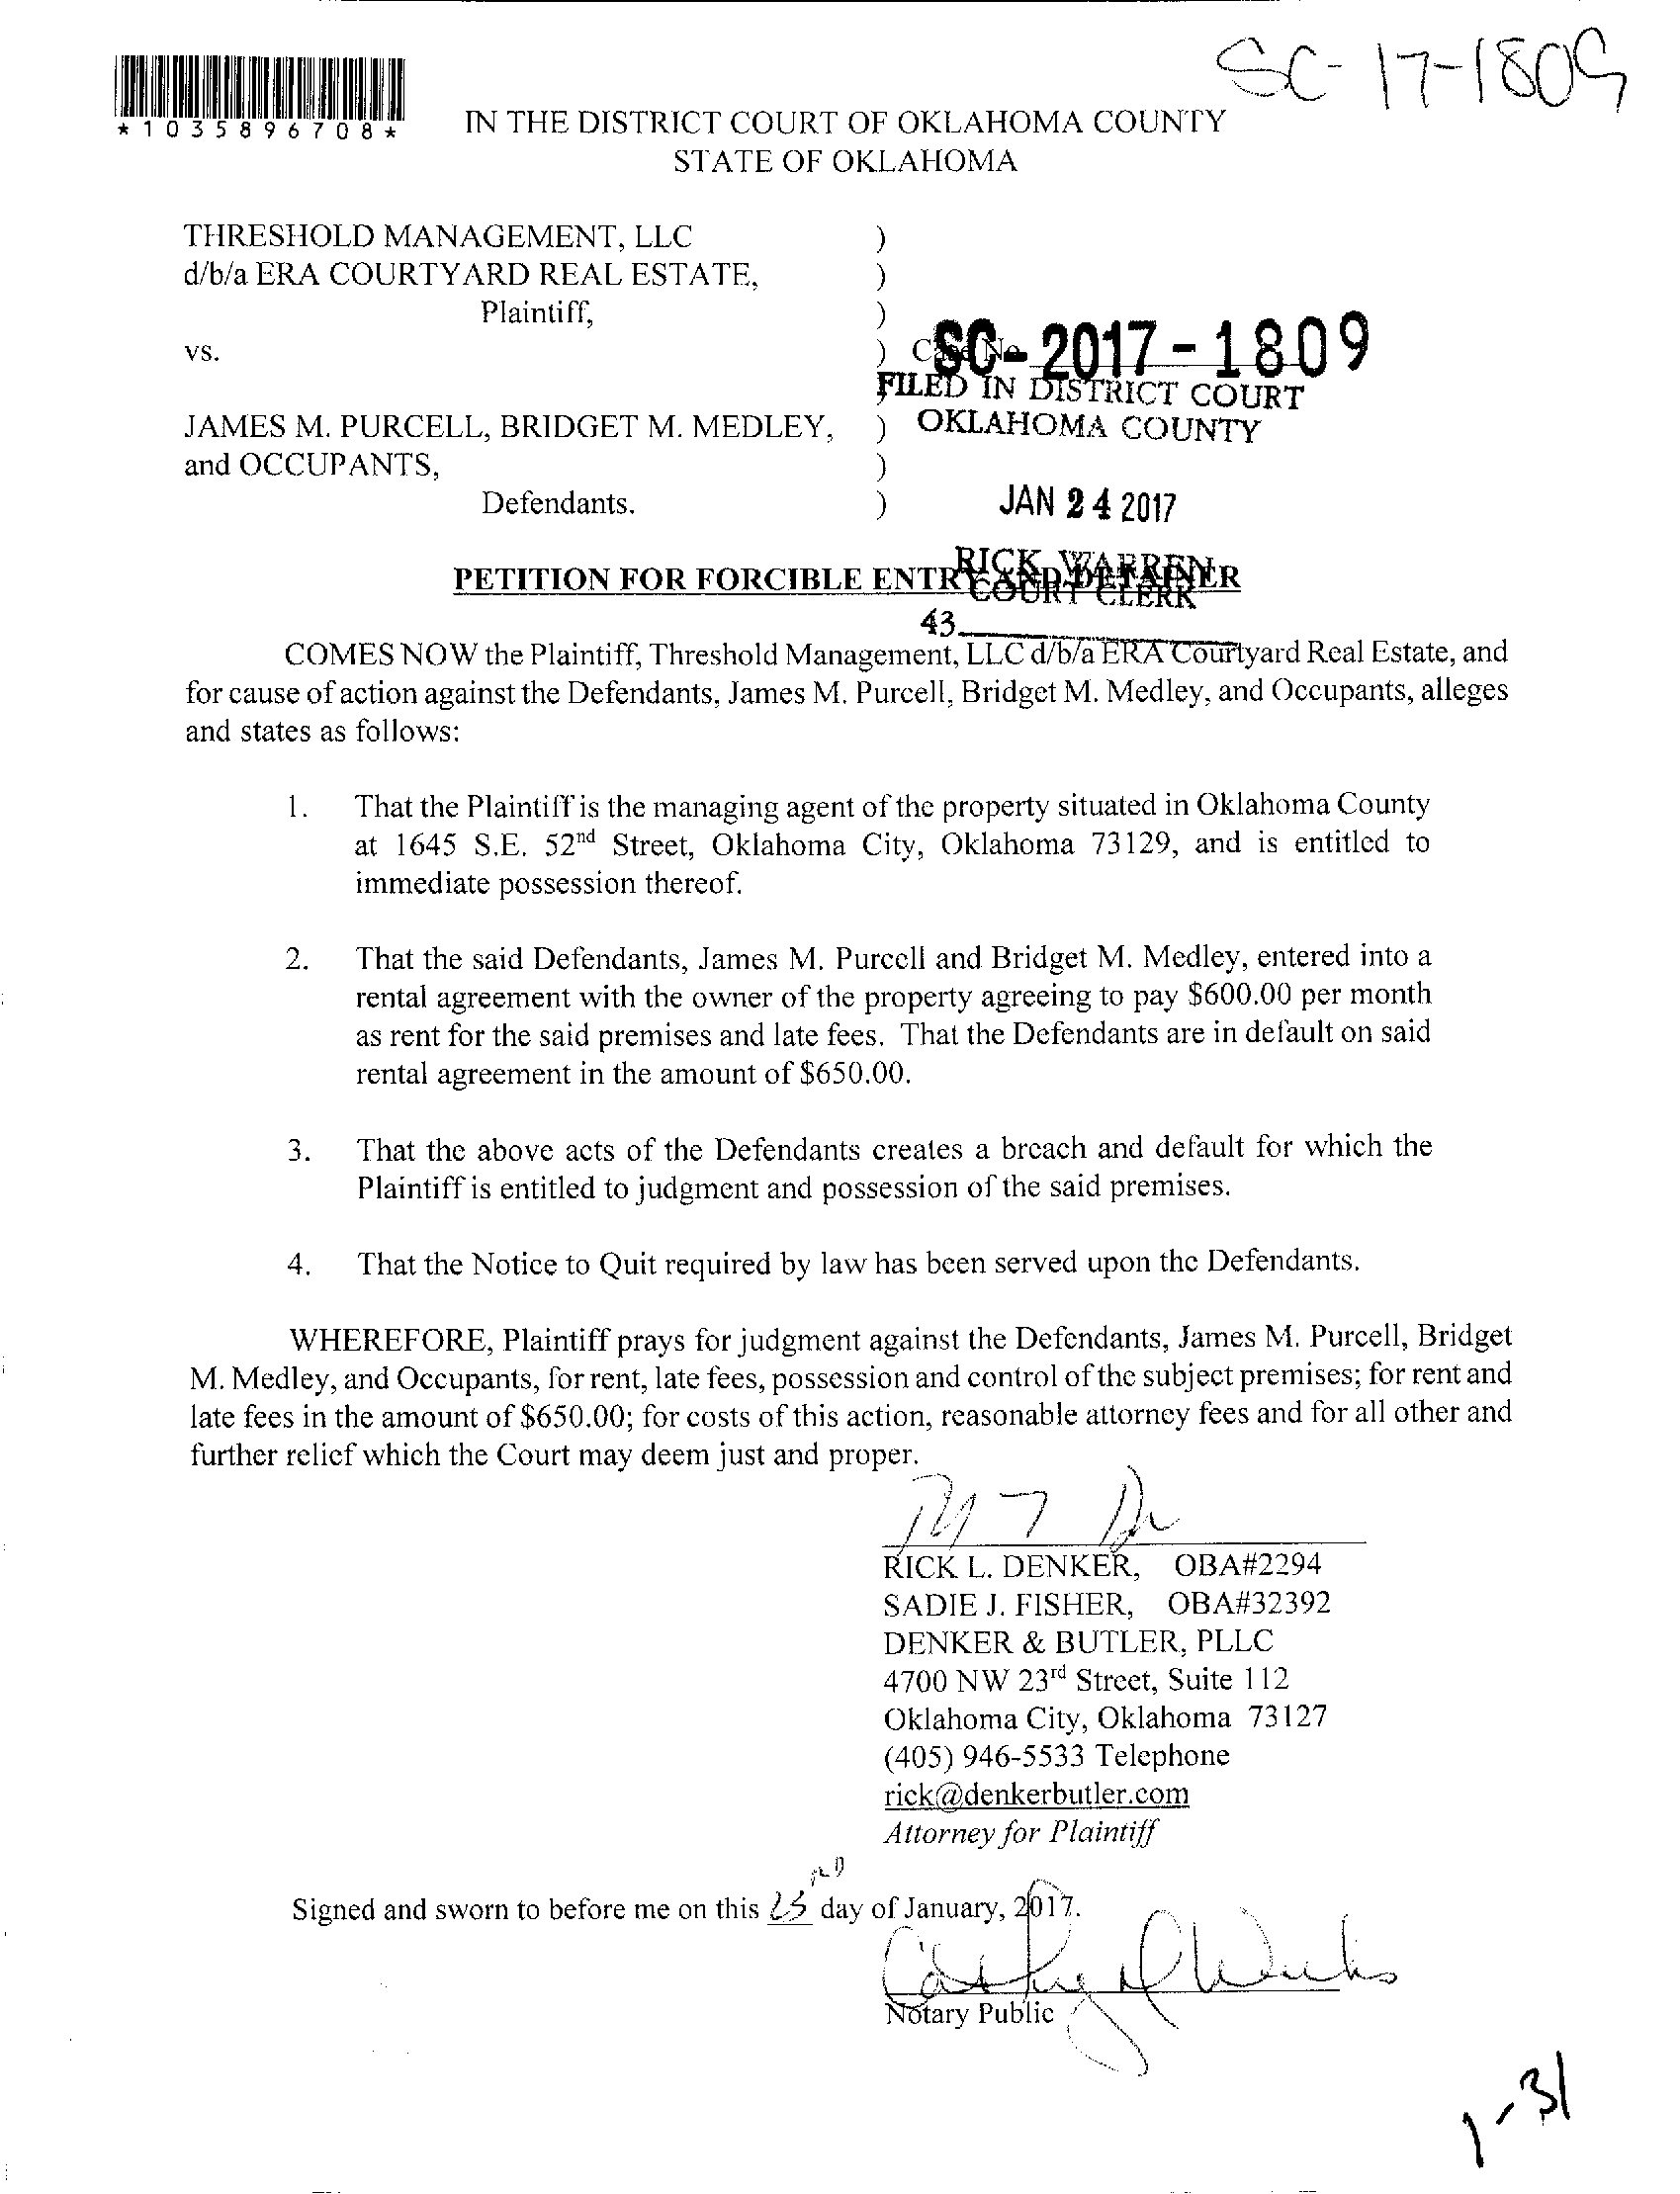 SC-17-1809
*1035896708*
IN THE DISTRICT COURT OF OKLAHOMA COUNTY
STATE OF OKLAHOMA
THRESHOLD MANAGEMENT, LLC )
d/b/a ERA COURTYARD REAL ESTATE, )
Plaintiff, )
vs. ) Case No. SC-2017-1809
FILED IN DISTRICT COURT
JAMES M. PURCELL, BRIDGET M. MEDLEY, ) OKLAHOMA COUNTY
and OCCUPANTS, )
Defendants. ) JAN 24 2017
RICK WARREN
PETITION FOR FORCIBLE ENTRY AND DETAINER
COURT CLERK
43
COMES NOW the Plaintiff, Threshold Management, LLC d/b/a ERA Courtyard Real Estate, and
for cause of action against the Defendants, James M. Purcell, Bridget M. Medley, and Occupants, alleges
and states as follows:
1. That the Plaintiff is the managing agent of the property situated in Oklahoma County
at 1645 S.E. 52nd Street, Oklahoma City, Oklahoma 73129, and is entitled to
immediate possession thereof.
2. That the said Defendants, James M. Purcell and Bridget M. Medley, entered into a
rental agreement with the owner of the property agreeing to pay $600.00 per month
as rent for the said premises and late fees. That the Defendants are in default on said
rental agreement in the amount of $650.00.
3. That the above acts of the Defendants creates a breach and default for which the
Plaintiff is entitled to judgment and possession of the said premises.
4. That the Notice to Quit required by law has been served upon the Defendants.
WHEREFORE, Plaintiff prays for judgment against the Defendants, James M. Purcell, Bridget
M. Medley, and Occupants, for rent, late fees, possession and control of the subject premises; for rent and
late fees in the amount of $650.00; for costs of this action, reasonable attorney fees and for all other and
further relief which the Court may deem just and proper.
RICK L. DENKER, OBA#2294
SADIE J. FISHER, OBA#32392
DENKER & BUTLER, PLLC
4700 NW 23rd Street, Suite 112
Oklahoma City, Oklahoma 73127
(405) 946-5533 Telephone
rick@denkerbutler.com
Attorney for Plaintiff
Signed and sworn to before me on this 23rd day of January, 2017.
Notary Public
1-31